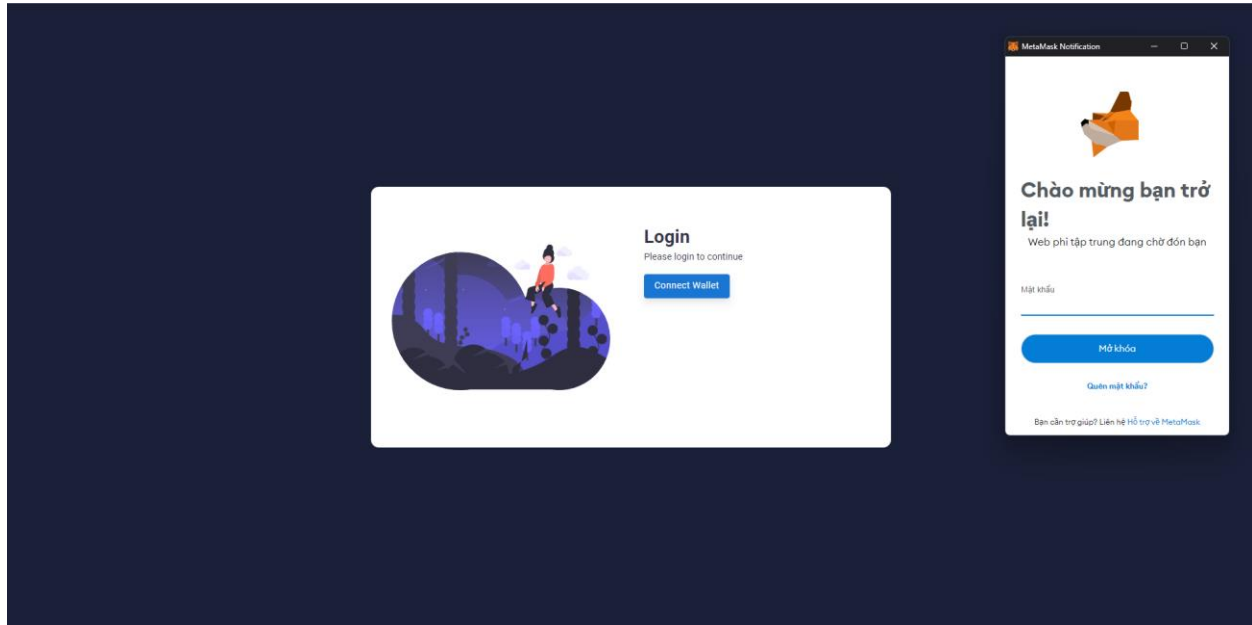 MetaMask Notification
Chào mừng bạn trở
lại!
Web phi tập trung đang chờ đón bạn
Mật khẩu
Mở khóa
Quên mật khẩu?
Bạn cần trợ giúp? Liên hệ Hỗ trợ về MetaMask
Login
Please login to continue
Connect Wallet